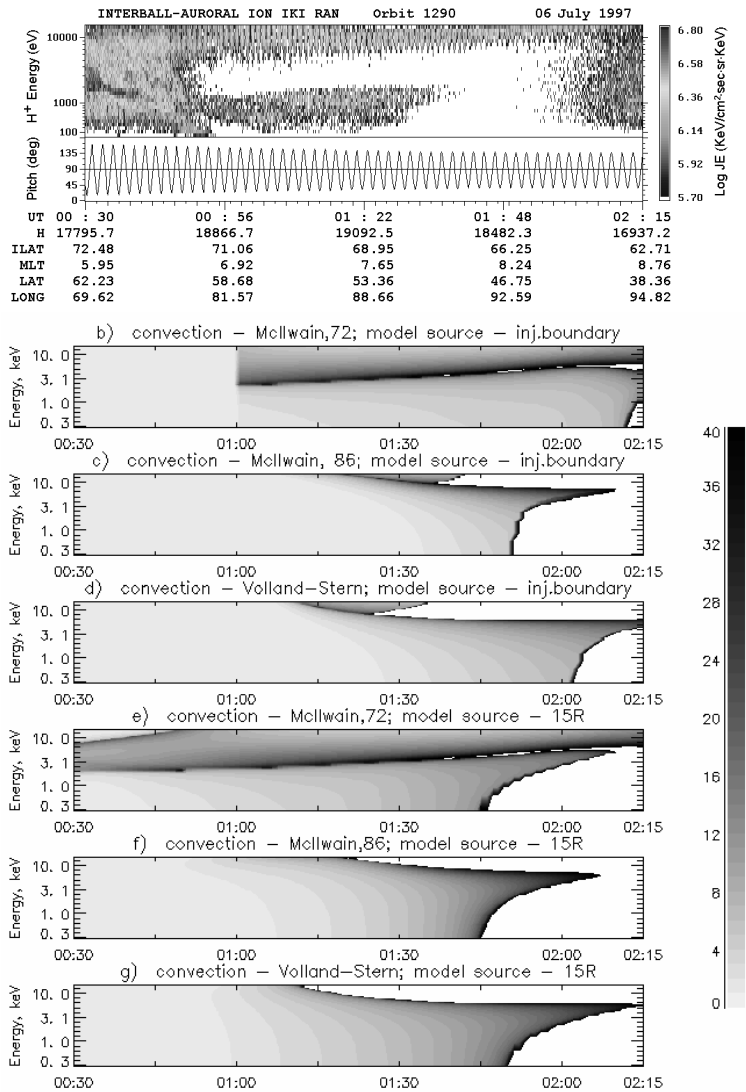 INTERBALL-AURORAL ION IKI RAN Orbit 1290 06 July 1997
H+ Energy (eV)
10000
1000
100
Pitch (deg)
135
90
45
0
6.80
6.58
6.36
6.14
5.92
5.70
Log JE (KeV/cm²sec·sr·KeV)
UT 00 : 30 00 : 56 01 : 22 01 : 48 02 : 15
H 17795.7 18866.7 19092.5 18482.3 16937.2
ILAT 72.48 71.06 68.95 66.25 62.71
MLT 5.95 6.92 7.65 8.24 8.76
LAT 62.23 58.68 53.36 46.75 38.36
LONG 69.62 81.57 88.66 92.59 94.82
b) convection – McIlwain,72; model source – inj.boundary
Energy, keV
10. 0
3. 1
1. 0
0. 3
00:30 01:00 01:30 02:00 02:15
c) convection – McIlwain, 86; model source – inj.boundary
Energy, keV
10. 0
3. 1
1. 0
0. 3
00:30 01:00 01:30 02:00 02:15
d) convection – Volland–Stern; model source – inj.boundary
Energy, keV
10. 0
3. 1
1. 0
0. 3
00:30 01:00 01:30 02:00 02:15
e) convection – McIlwain,72; model source – 15R
Energy, keV
10. 0
3. 1
1. 0
0. 3
00:30 01:00 01:30 02:00 02:15
f) convection – McIlwain,86; model source – 15R
Energy, keV
10. 0
3. 1
1. 0
0. 3
00:30 01:00 01:30 02:00 02:15
g) convection – Volland–Stern; model source – 15R
Energy, keV
10. 0
3. 1
1. 0
0. 3
00:30 01:00 01:30 02:00 02:15
40
36
32
28
24
20
16
12
8
4
0